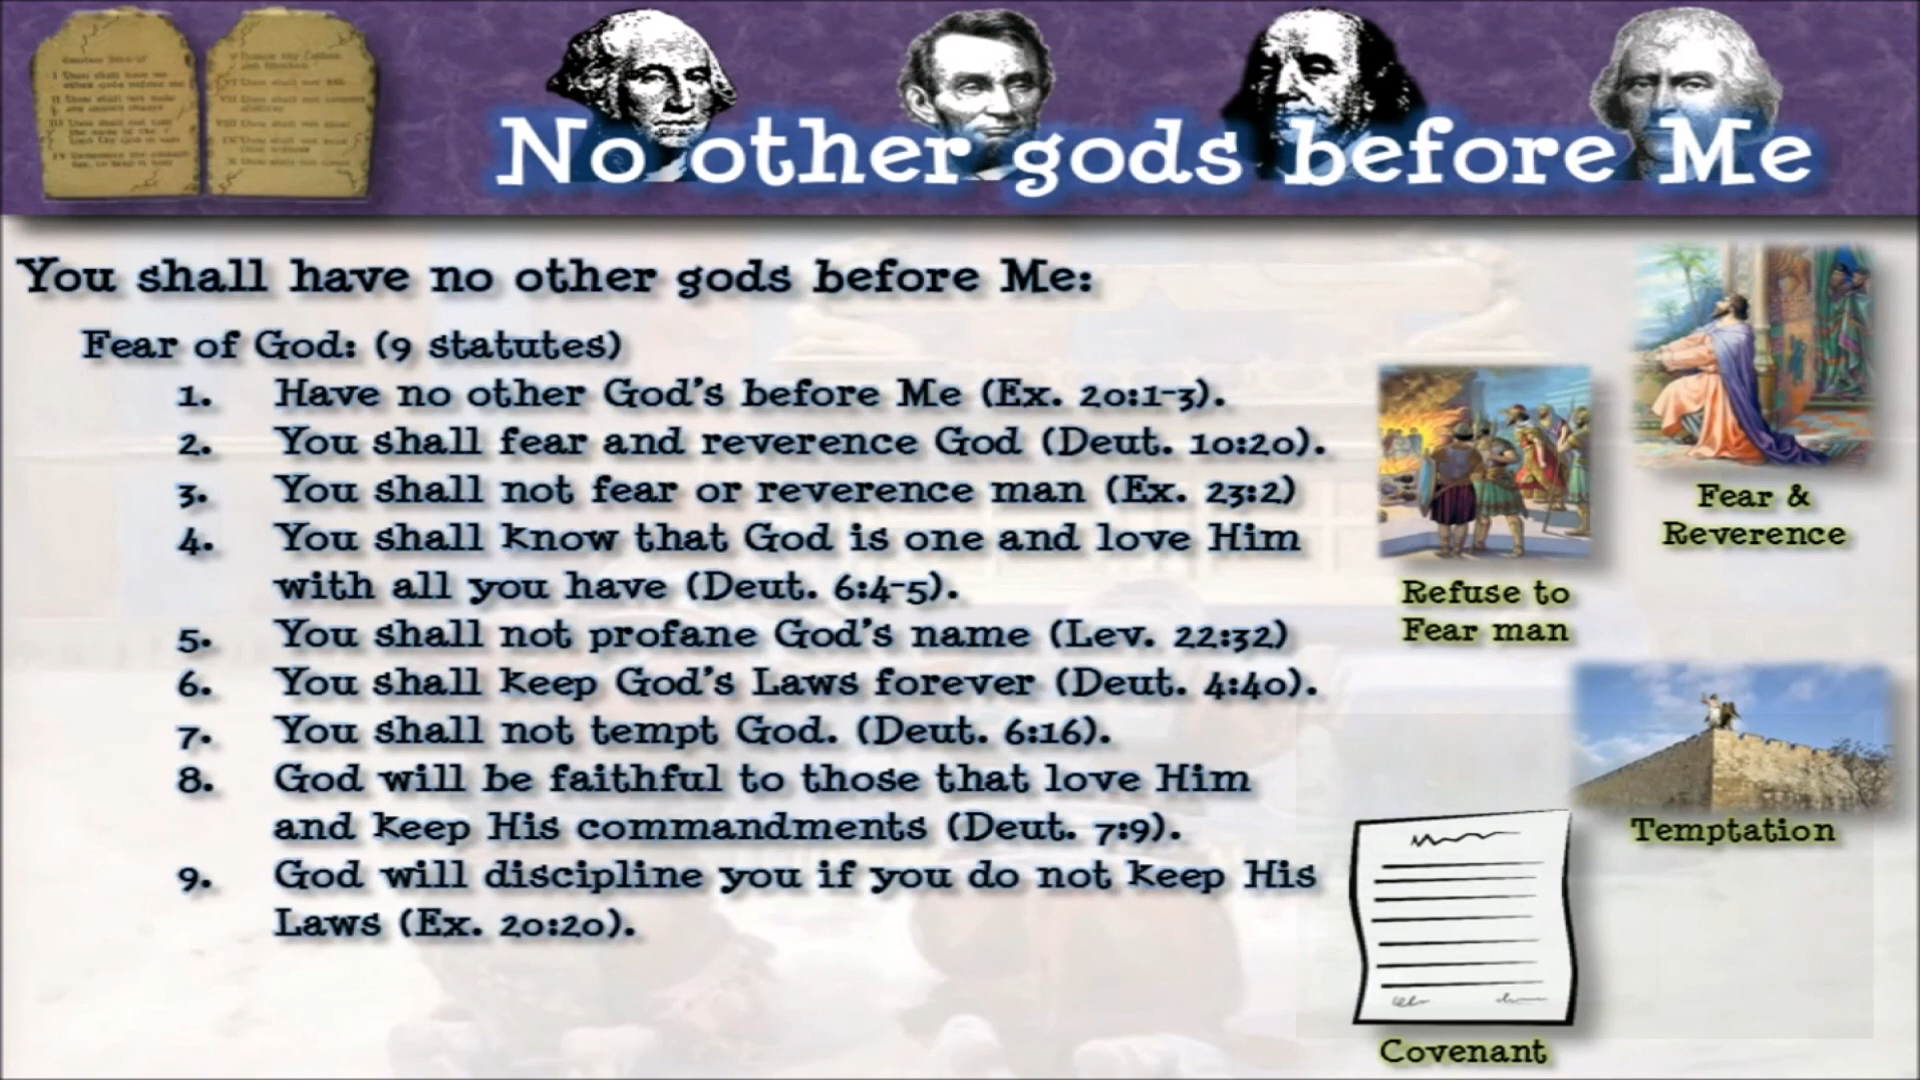 No other gods before Me
You shall have no other gods before Me:
Fear of God: (9 statutes)
1. Have no other God's before Me (Ex. 20:1-3).
2. You shall fear and reverence God (Deut. 10:20).
3. You shall not fear or reverence man (Ex. 23:2)
4. You shall know that God is one and love Him
with all you have (Deut. 6:4-5).
5. You shall not profane God's name (Lev. 22:32)
6. You shall keep God's Laws forever (Deut. 4:40).
7. You shall not tempt God. (Deut. 6:16).
8. God will be faithful to those that love Him
and keep His commandments (Deut. 7:9).
9. God will discipline you if you do not keep His
Laws (Ex. 20:20).
Fear &
Reverence
Refuse to
Fear man
Temptation
Covenant